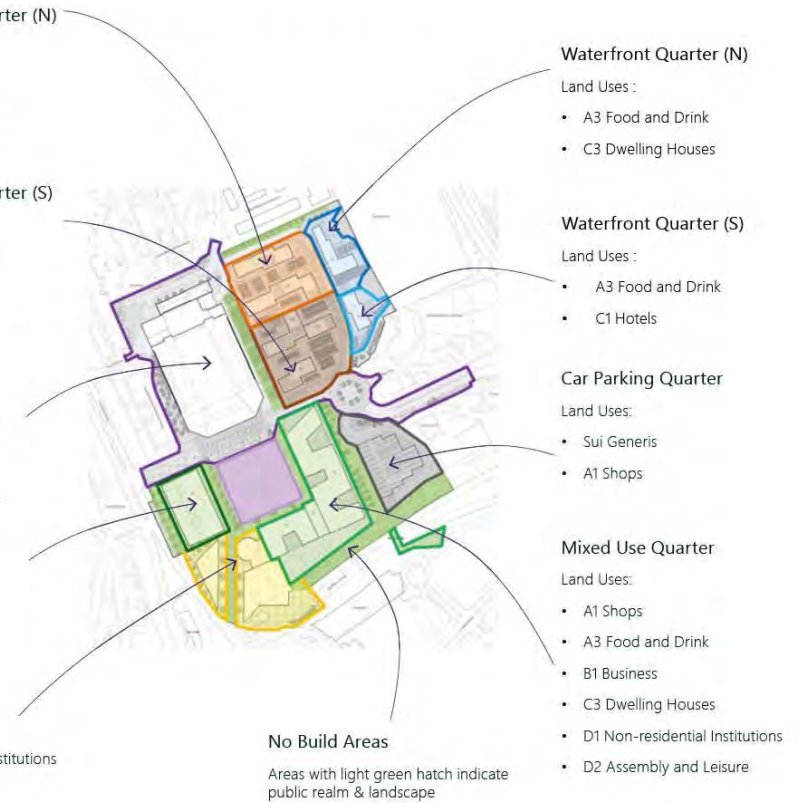 rter (N)
Waterfront Quarter (N)
Land Uses :
• A3 Food and Drink
• C3 Dwelling Houses
rter (S)
Waterfront Quarter (S)
Land Uses :
• A3 Food and Drink
• C1 Hotels
Car Parking Quarter
Land Uses:
• Sui Generis
• A1 Shops
Mixed Use Quarter
Land Uses:
• A1 Shops
• A3 Food and Drink
• B1 Business
• C3 Dwelling Houses
• D1 Non-residential Institutions
• D2 Assembly and Leisure
stitutions
No Build Areas
Areas with light green hatch indicate
public realm & landscape